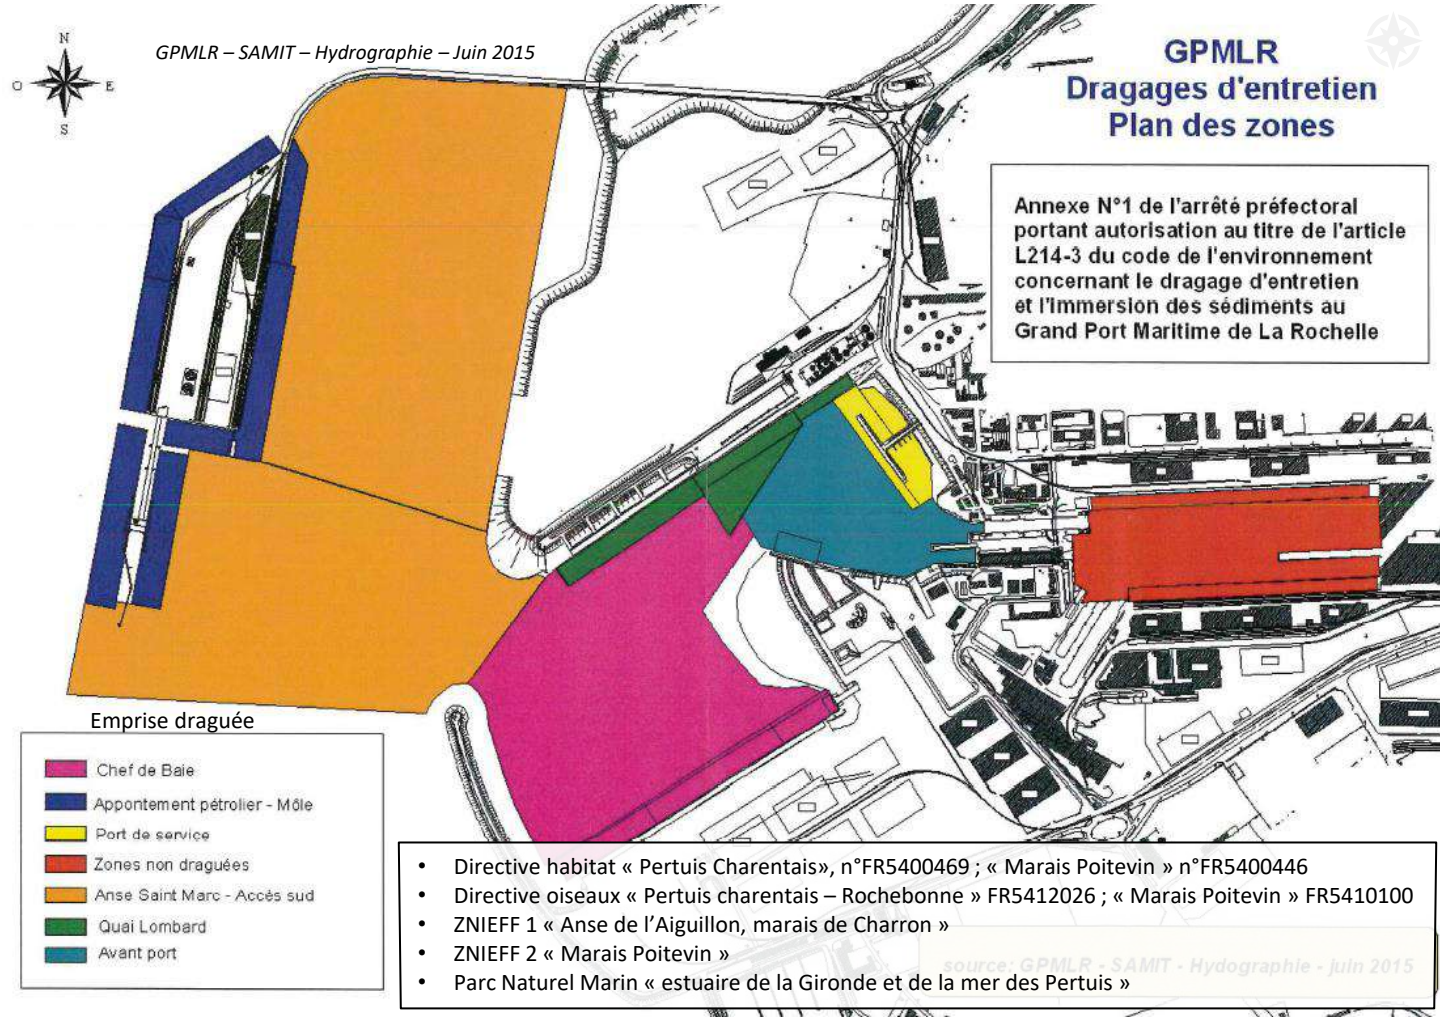 N
O
E
S
GPMLR – SAMIT – Hydrographie – Juin 2015
GPMLR
Dragages d'entretien
Plan des zones
Annexe N°1 de l'arrêté préfectoral
portant autorisation au titre de l'article
L214-3 du code de l'environnement
concernant le dragage d'entretien
et l'immersion des sédiments au
Grand Port Maritime de La Rochelle
Emprise draguée
Chef de Baie
Appontement pétrolier - Môle
Port de service
Zones non draguées
Anse Saint Marc - Accès sud
Quai Lombard
Avant port
• Directive habitat « Pertuis Charentais», n°FR5400469 ; « Marais Poitevin » n°FR5400446
• Directive oiseaux « Pertuis charentais – Rochebonne » FR5412026 ; « Marais Poitevin » FR5410100
• ZNIEFF 1 « Anse de l'Aiguillon, marais de Charron »
• ZNIEFF 2 « Marais Poitevin »
• Parc Naturel Marin « estuaire de la Gironde et de la mer des Pertuis »
source: GPMLR - SAMIT - Hydographie - juin 2015